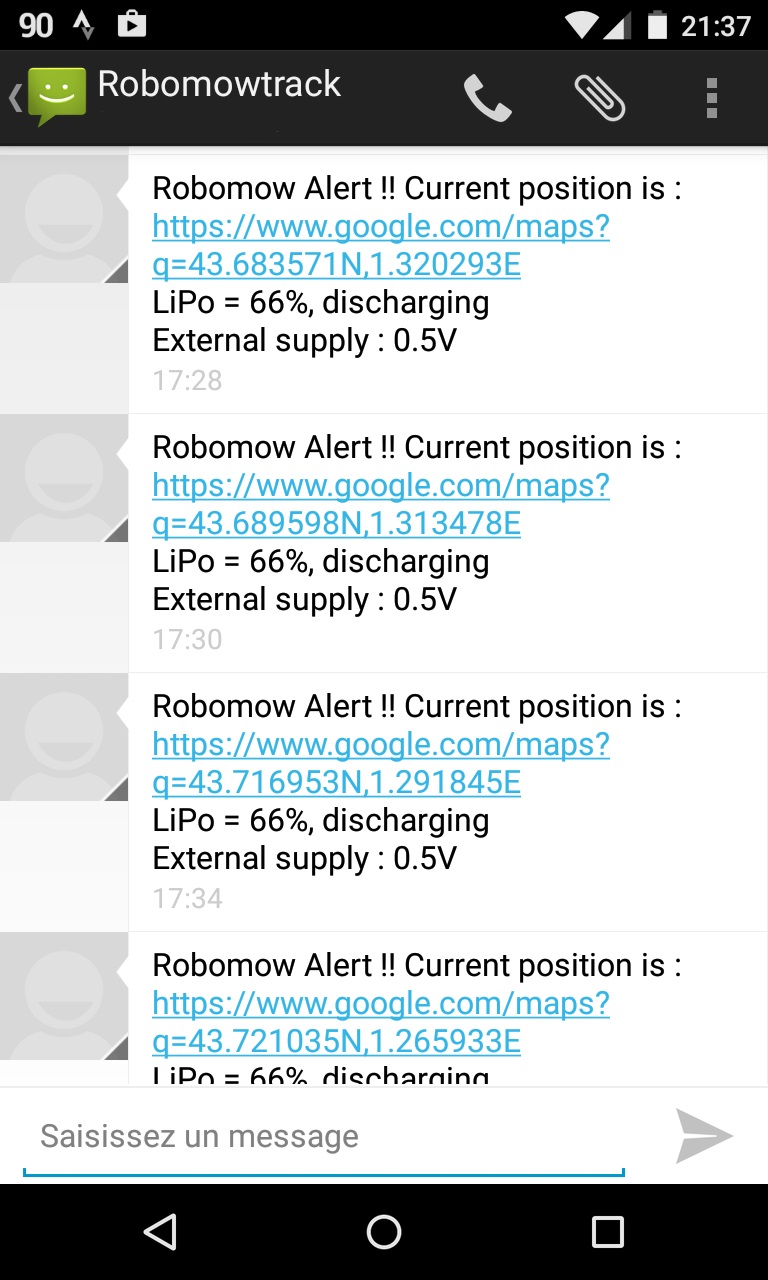 90
21:37
Robomowtrack
Robomow Alert !! Current position is :
https://www.google.com/maps?
q=43.683571N,1.320293E
LiPo = 66%, discharging
External supply : 0.5V
17:28
Robomow Alert !! Current position is :
https://www.google.com/maps?
q=43.689598N,1.313478E
LiPo = 66%, discharging
External supply : 0.5V
17:30
Robomow Alert !! Current position is :
https://www.google.com/maps?
q=43.716953N,1.291845E
LiPo = 66%, discharging
External supply : 0.5V
17:34
Robomow Alert !! Current position is :
https://www.google.com/maps?
q=43.721035N,1.265933E
LiPo = 66%, discharging
Saisissez un message